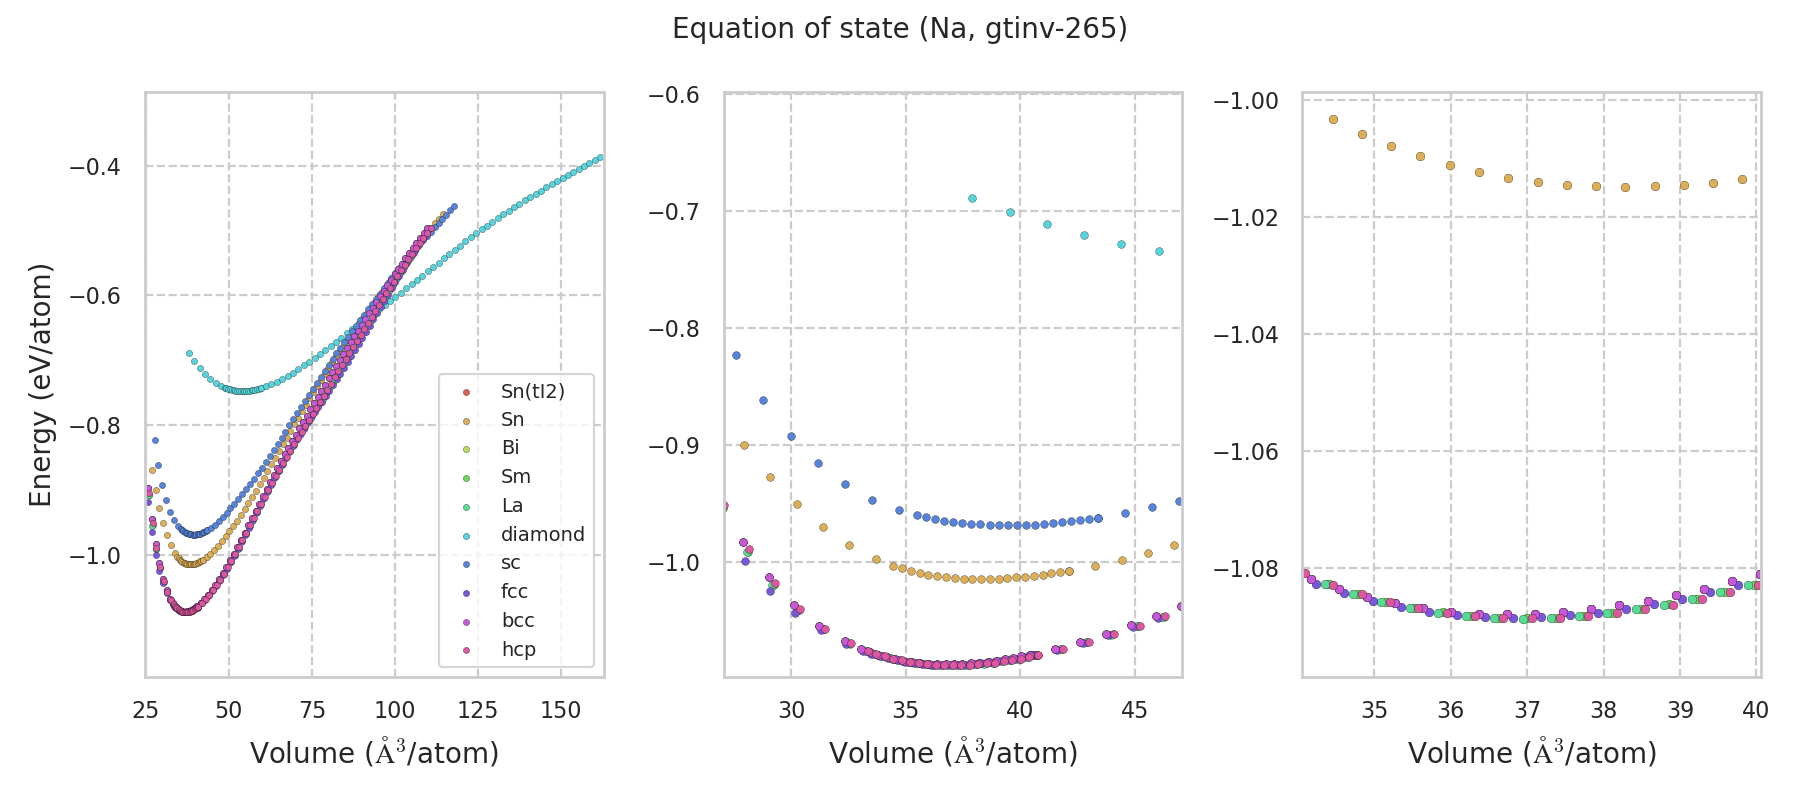 Equation of state (Na, gtinv-265)
Energy (eV/atom)
−0.4
−0.6
−0.8
−1.0
25 50 75 100 125 150
Volume (Å³/atom)
Sn(tI2)
Sn
Bi
Sm
La
diamond
sc
fcc
bcc
hcp
−0.6
−0.7
−0.8
−0.9
−1.0
30 35 40 45
Volume (Å³/atom)
−1.00
−1.02
−1.04
−1.06
−1.08
35 36 37 38 39 40
Volume (Å³/atom)